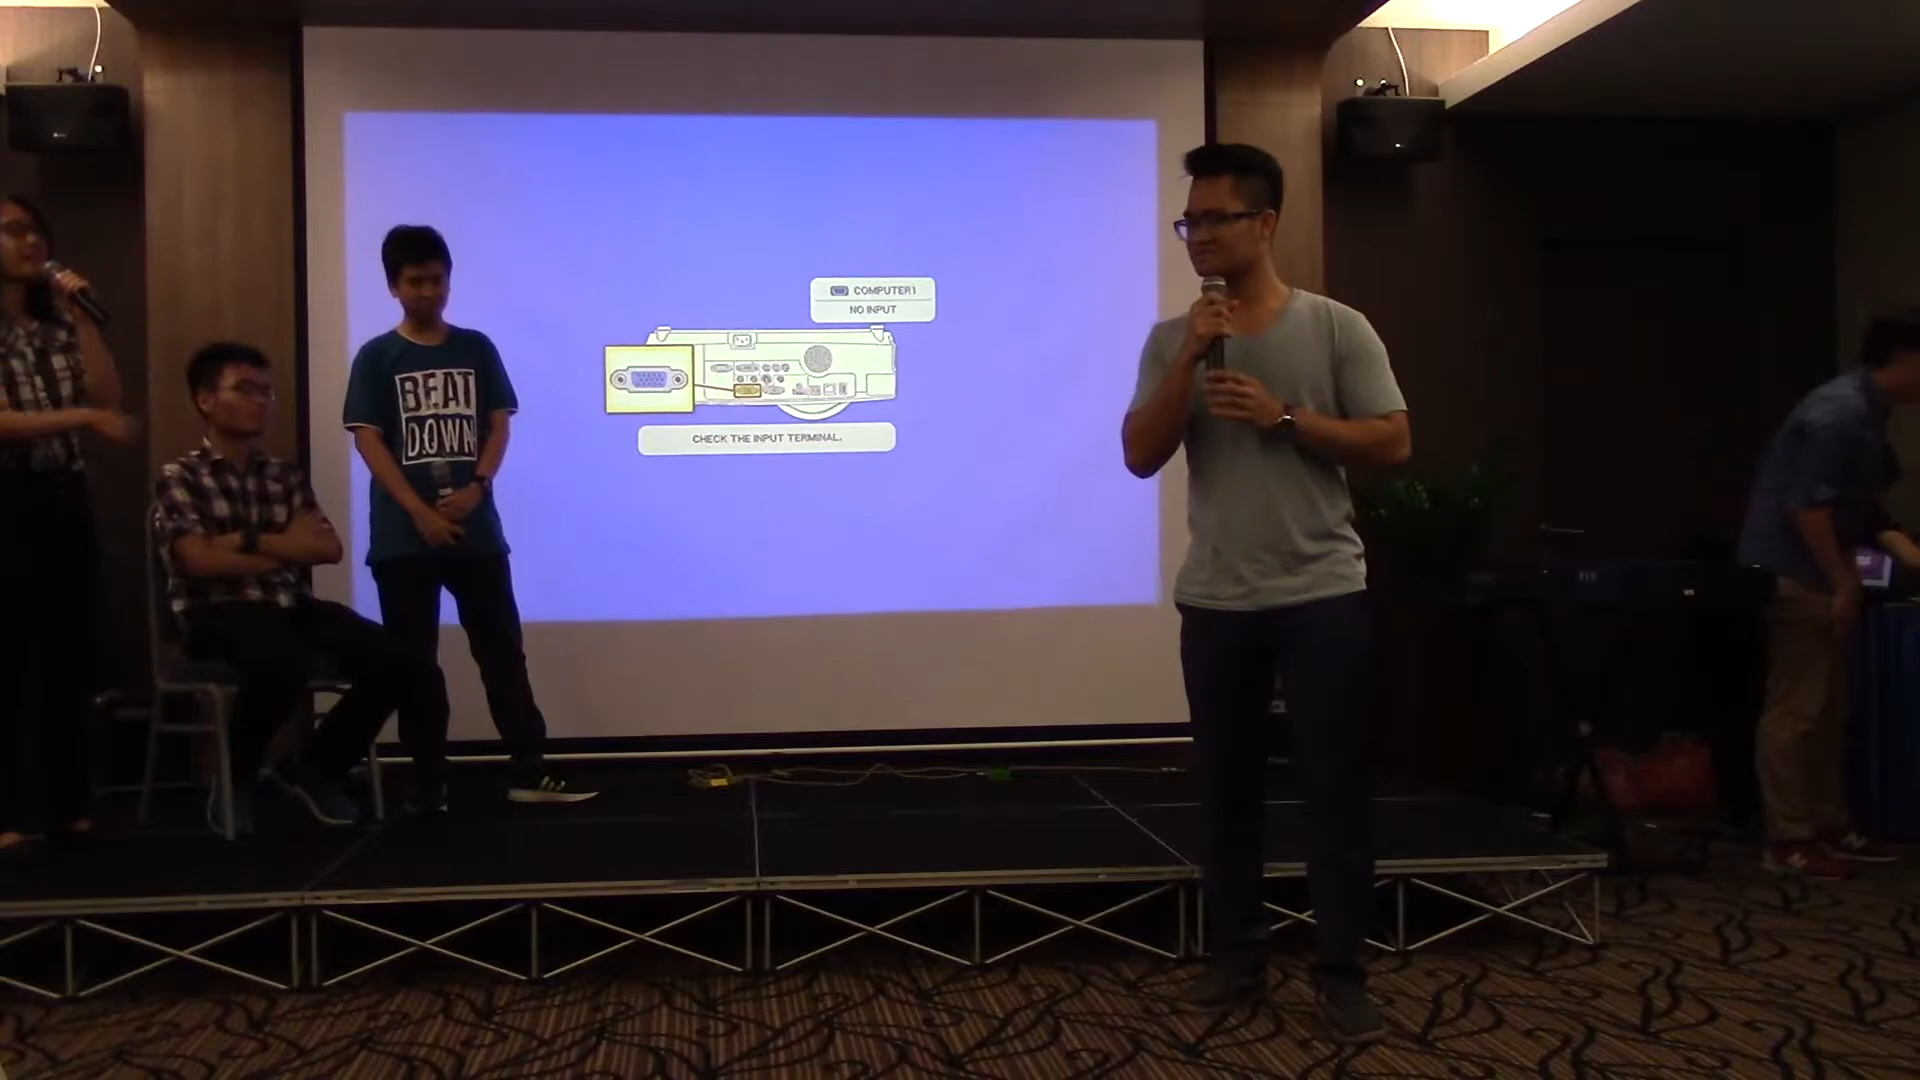 COMPUTER1
NO INPUT
BEAT
DOWN
CHECK THE INPUT TERMINAL.